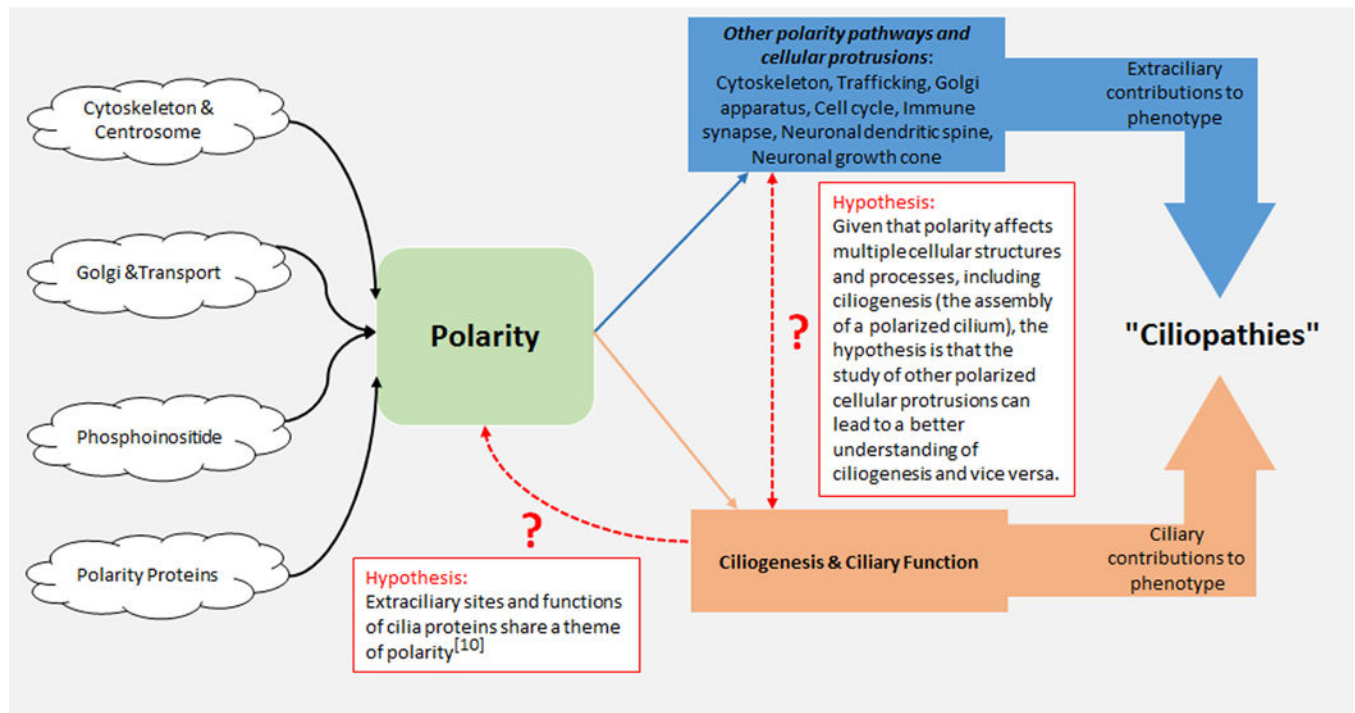 Cytoskeleton &
Centrosome
Golgi &Transport
Phosphoinositide
Polarity Proteins
Polarity
Other polarity pathways and
cellular protrusions:
Cytoskeleton, Trafficking, Golgi
apparatus, Cell cycle, Immune
synapse, Neuronal dendritic spine,
Neuronal growth cone
Extraciliary
contributions to
phenotype
?
Hypothesis:
Given that polarity affects
multiple cellular structures
and processes, including
ciliogenesis (the assembly
of a polarized cilium), the
hypothesis is that the
study of other polarized
cellular protrusions can
lead to a better
understanding of
ciliogenesis and vice versa.
"Ciliopathies"
?
Hypothesis:
Extraciliary sites and functions
of cilia proteins share a theme
of polarity[10]
Ciliogenesis & Ciliary Function
Ciliary
contributions to
phenotype